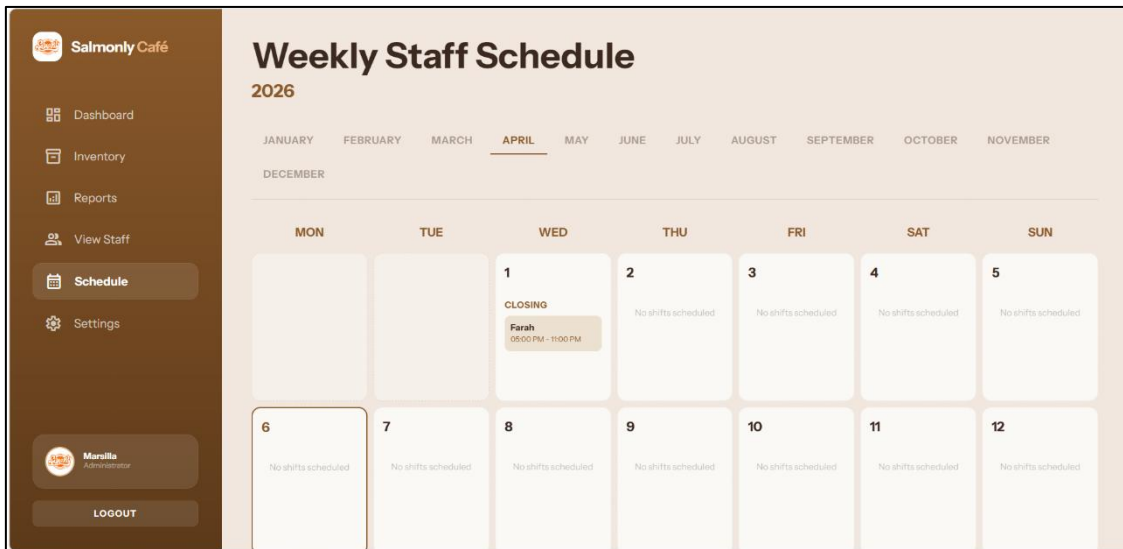 Salmonly Café
Dashboard
Inventory
Reports
View Staff
Schedule
Settings
Marsilla
Administrator
LOGOUT
Weekly Staff Schedule
2026
JANUARY FEBRUARY MARCH APRIL MAY JUNE JULY AUGUST SEPTEMBER OCTOBER NOVEMBER
DECEMBER
MON TUE WED THU FRI SAT SUN
1 2 3 4 5
CLOSING
No shifts scheduled No shifts scheduled No shifts scheduled No shifts scheduled
Farah
05:00 PM - 11:00 PM
6 7 8 9 10 11 12
No shifts scheduled No shifts scheduled No shifts scheduled No shifts scheduled No shifts scheduled No shifts scheduled No shifts scheduled